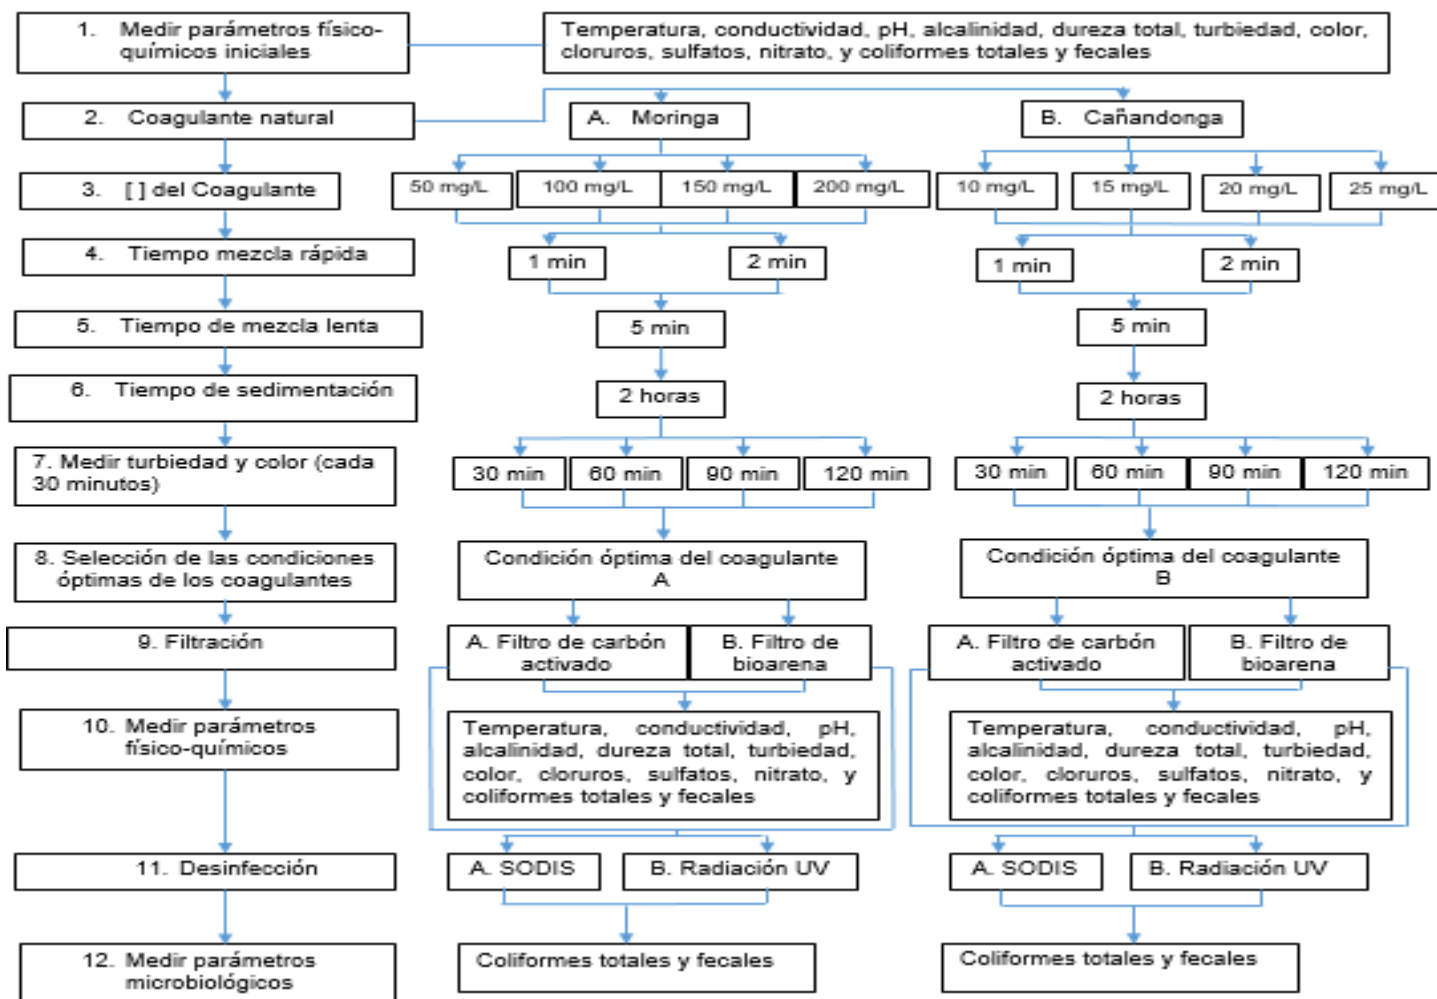 1. Medir parámetros físico-
químicos iniciales
Temperatura, conductividad, pH, alcalinidad, dureza total, turbiedad, color,
cloruros, sulfatos, nitrato, y coliformes totales y fecales
2. Coagulante natural
A. Moringa
B. Cañandonga
3. [ ] del Coagulante
50 mg/L
100 mg/L
150 mg/L
200 mg/L
10 mg/L
15 mg/L
20 mg/L
25 mg/L
4. Tiempo mezcla rápida
1 min
2 min
1 min
2 min
5. Tiempo de mezcla lenta
5 min
5 min
6. Tiempo de sedimentación
2 horas
2 horas
7. Medir turbiedad y color (cada
30 minutos)
30 min
60 min
90 min
120 min
30 min
60 min
90 min
120 min
8. Selección de las condiciones
óptimas de los coagulantes
Condición óptima del coagulante
A
Condición óptima del coagulante
B
9. Filtración
A. Filtro de carbón
activado
B. Filtro de
bioarena
A. Filtro de carbón
activado
B. Filtro de
bioarena
10. Medir parámetros
físico-químicos
Temperatura, conductividad, pH,
alcalinidad, dureza total, turbiedad,
color, cloruros, sulfatos, nitrato, y
coliformes totales y fecales
Temperatura, conductividad, pH,
alcalinidad, dureza total, turbiedad,
color, cloruros, sulfatos, nitrato, y
coliformes totales y fecales
11. Desinfección
A. SODIS
B. Radiación UV
A. SODIS
B. Radiación UV
12. Medir parámetros
microbiológicos
Coliformes totales y fecales
Coliformes totales y fecales